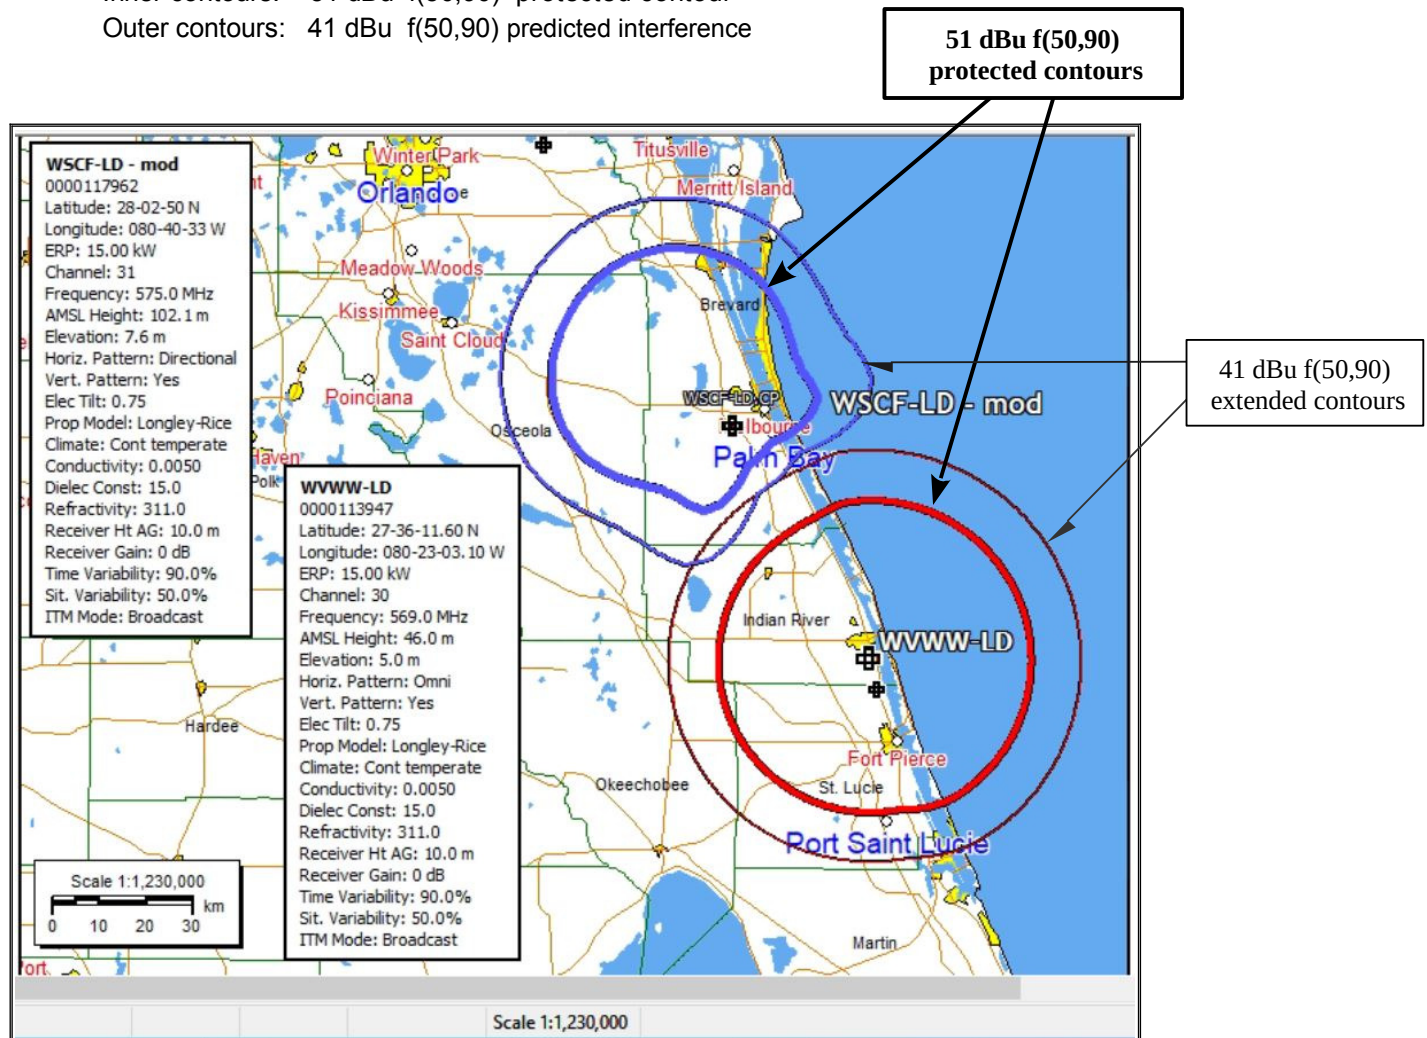 Outer contours: 41 dBu f(50,90) predicted interference
51 dBu f(50,90)
protected contours
41 dBu f(50,90)
extended contours
WSCF-LD - mod
0000117962
Latitude: 28-02-50 N
Longitude: 080-40-33 W
ERP: 15.00 kW
Channel: 31
Frequency: 575.0 MHz
AMSL Height: 102.1 m
Elevation: 7.6 m
Horiz. Pattern: Directional
Vert. Pattern: Yes
Elec Tilt: 0.75
Prop Model: Longley-Rice
Climate: Cont temperate
Conductivity: 0.0050
Dielec Const: 15.0
Refractivity: 311.0
Receiver Ht AG: 10.0 m
Receiver Gain: 0 dB
Time Variability: 90.0%
Sit. Variability: 50.0%
ITM Mode: Broadcast
WVWW-LD
0000113947
Latitude: 27-36-11.60 N
Longitude: 080-23-03.10 W
ERP: 15.00 kW
Channel: 30
Frequency: 569.0 MHz
AMSL Height: 46.0 m
Elevation: 5.0 m
Horiz. Pattern: Omni
Vert. Pattern: Yes
Elec Tilt: 0.75
Prop Model: Longley-Rice
Climate: Cont temperate
Conductivity: 0.0050
Dielec Const: 15.0
Refractivity: 311.0
Receiver Ht AG: 10.0 m
Receiver Gain: 0 dB
Time Variability: 90.0%
Sit. Variability: 50.0%
ITM Mode: Broadcast
Winter Park
Orlando
Titusville
Merritt Island
Meadow Woods
Kissimmee
Saint Cloud
Brevard
Poinciana
WSCF-LD.CP
WSCF-LD - mod
Osceola
lbourne
Haven
Polk
Palm Bay
Indian River
WVWW-LD
Hardee
Fort Pierce
Okeechobee
St. Lucie
Port Saint Lucie
Martin
Scale 1:1,230,000
km
0 10 20 30
Scale 1:1,230,000